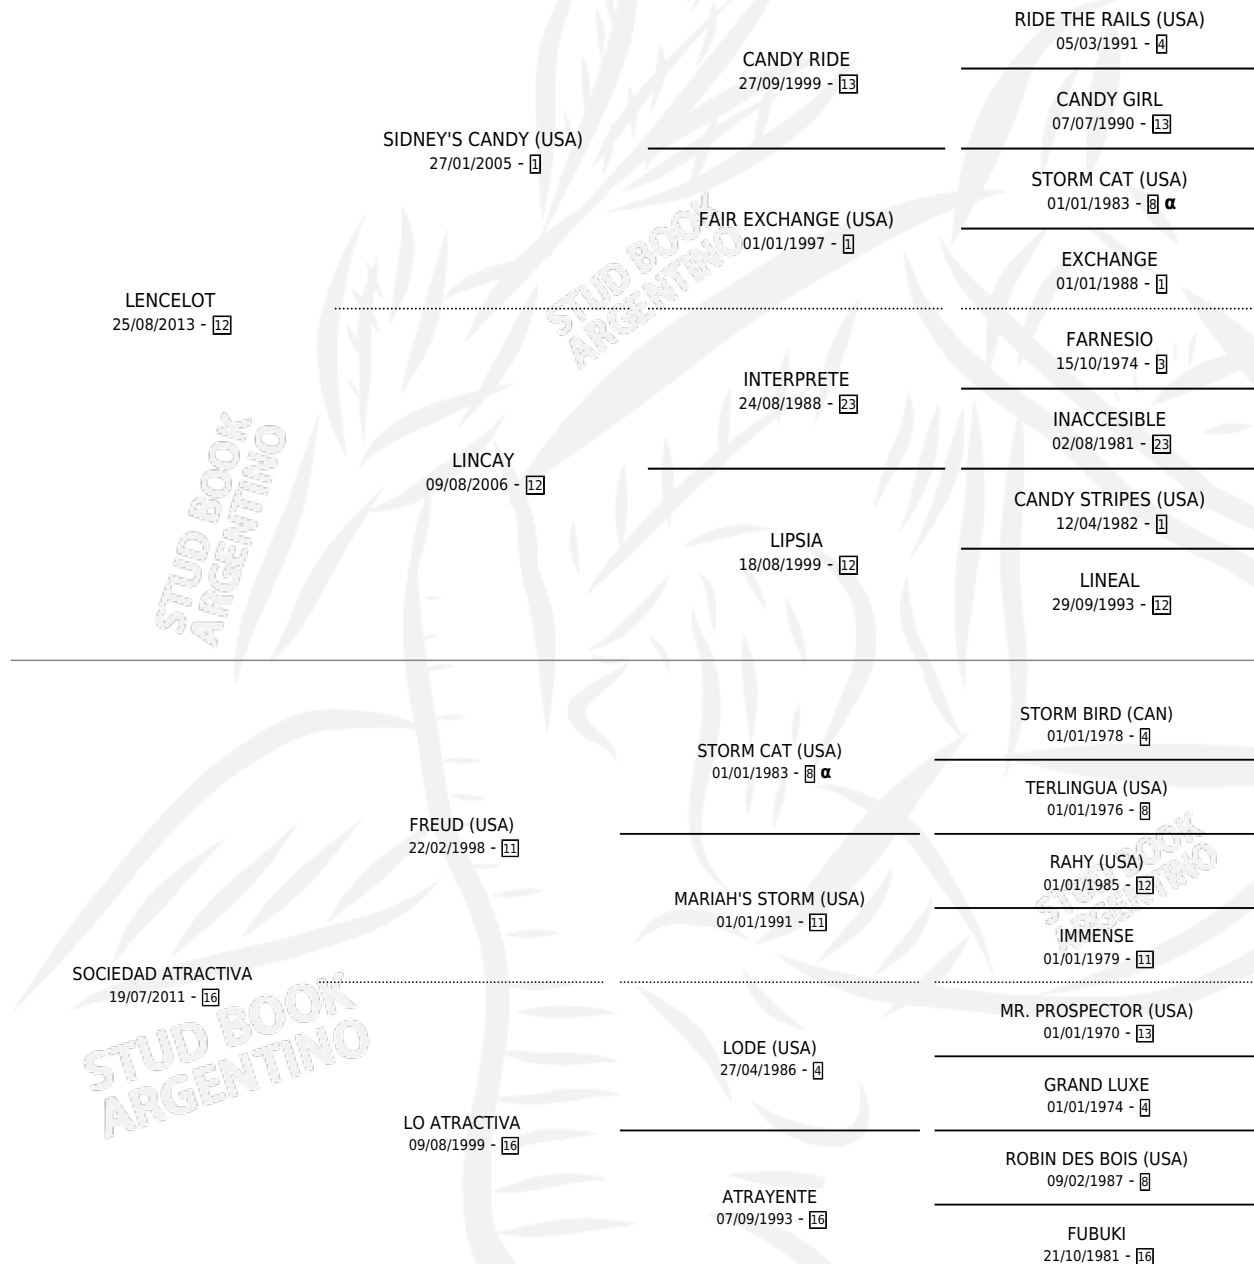 RIDE THE RAILS (USA)
05/03/1991 - 4
CANDY RIDE
27/09/1999 - 13
CANDY GIRL
07/07/1990 - 13
SIDNEY'S CANDY (USA)
27/01/2005 - 1
STORM CAT (USA)
01/01/1983 - 8 α
FAIR EXCHANGE (USA)
01/01/1997 - 1
EXCHANGE
01/01/1988 - 1
LENCELOT
25/08/2013 - 12
FARNESIO
15/10/1974 - 3
INTERPRETE
24/08/1988 - 23
INACCESIBLE
02/08/1981 - 23
LINCAY
09/08/2006 - 12
CANDY STRIPES (USA)
12/04/1982 - 1
LIPSIA
18/08/1999 - 12
LINEAL
29/09/1993 - 12
STORM BIRD (CAN)
01/01/1978 - 4
STORM CAT (USA)
01/01/1983 - 8 α
TERLINGUA (USA)
01/01/1976 - 8
FREUD (USA)
22/02/1998 - 11
RAHY (USA)
01/01/1985 - 12
MARIAH'S STORM (USA)
01/01/1991 - 11
IMMENSE
01/01/1979 - 11
SOCIEDAD ATRACTIVA
19/07/2011 - 16
MR. PROSPECTOR (USA)
01/01/1970 - 13
LODE (USA)
27/04/1986 - 4
GRAND LUXE
01/01/1974 - 4
LO ATRACTIVA
09/08/1999 - 16
ROBIN DES BOIS (USA)
09/02/1987 - 8
ATRAYENTE
07/09/1993 - 16
FUBUKI
21/10/1981 - 16
STUD BOOK
ARGENTINO
STUD BOOK
ARGENTINO
STUD BOOK
ARGENTINO
STUD BOOK
ARGENTINO